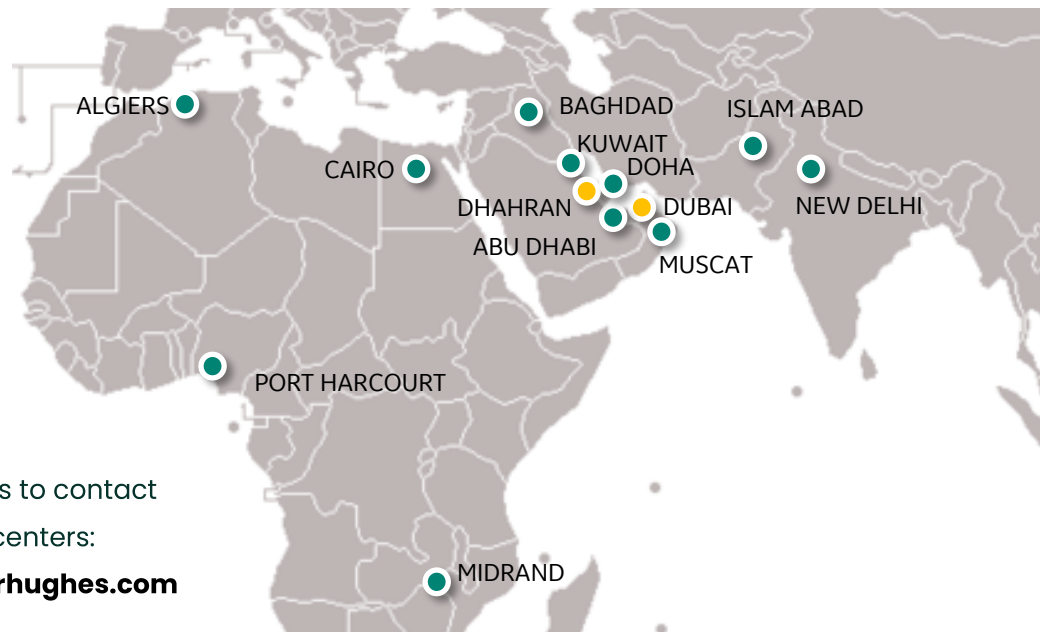 ALGIERS
BAGHDAD
ISLAM ABAD
KUWAIT
CAIRO
DOHA
DHAHRAN
DUBAI
NEW DELHI
ABU DHABI
MUSCAT
PORT HARCOURT
s to contact
centers:
rhughes.com
MIDRAND